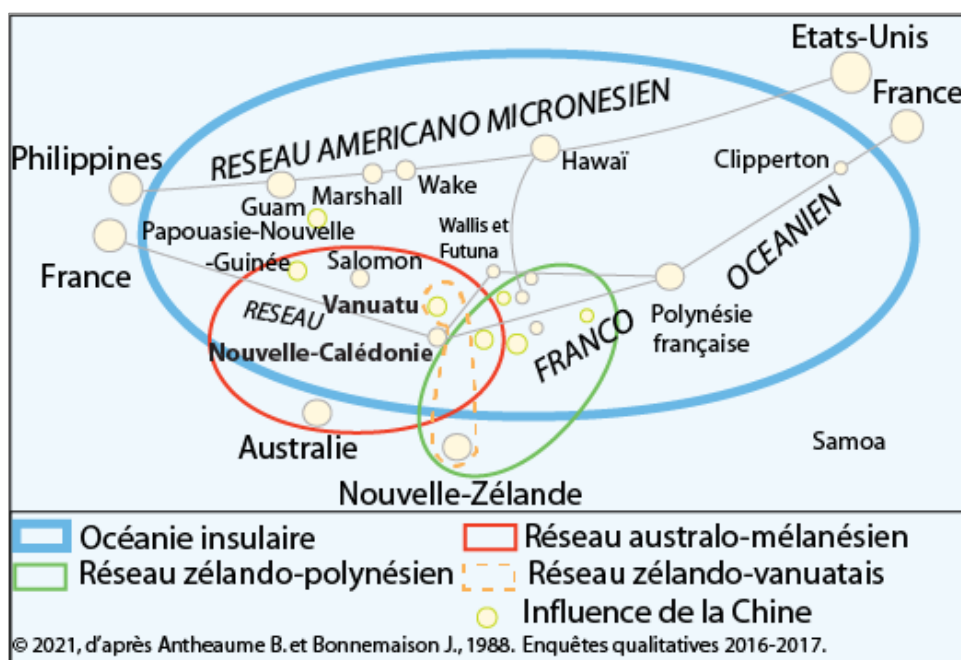 Etats-Unis
France
RESEAU AMERICANO MICRONESIEN
Philippines
Hawaï
Clipperton
Wake
Marshall
Guam
Papouasie-Nouvelle
-Guinée
Wallis et
Futuna
France
Salomon
OCEANIEN
Vanuatu
RESEAU
Polynésie
française
FRANCO
Nouvelle-Calédonie
Australie
Samoa
Nouvelle-Zélande
Océanie insulaire
Réseau australo-mélanésien
Réseau zélando-polynésien
Réseau zélando-vanuatais
Influence de la Chine
© 2021, d'après Antheaume B. et Bonnemaison J., 1988. Enquêtes qualitatives 2016-2017.